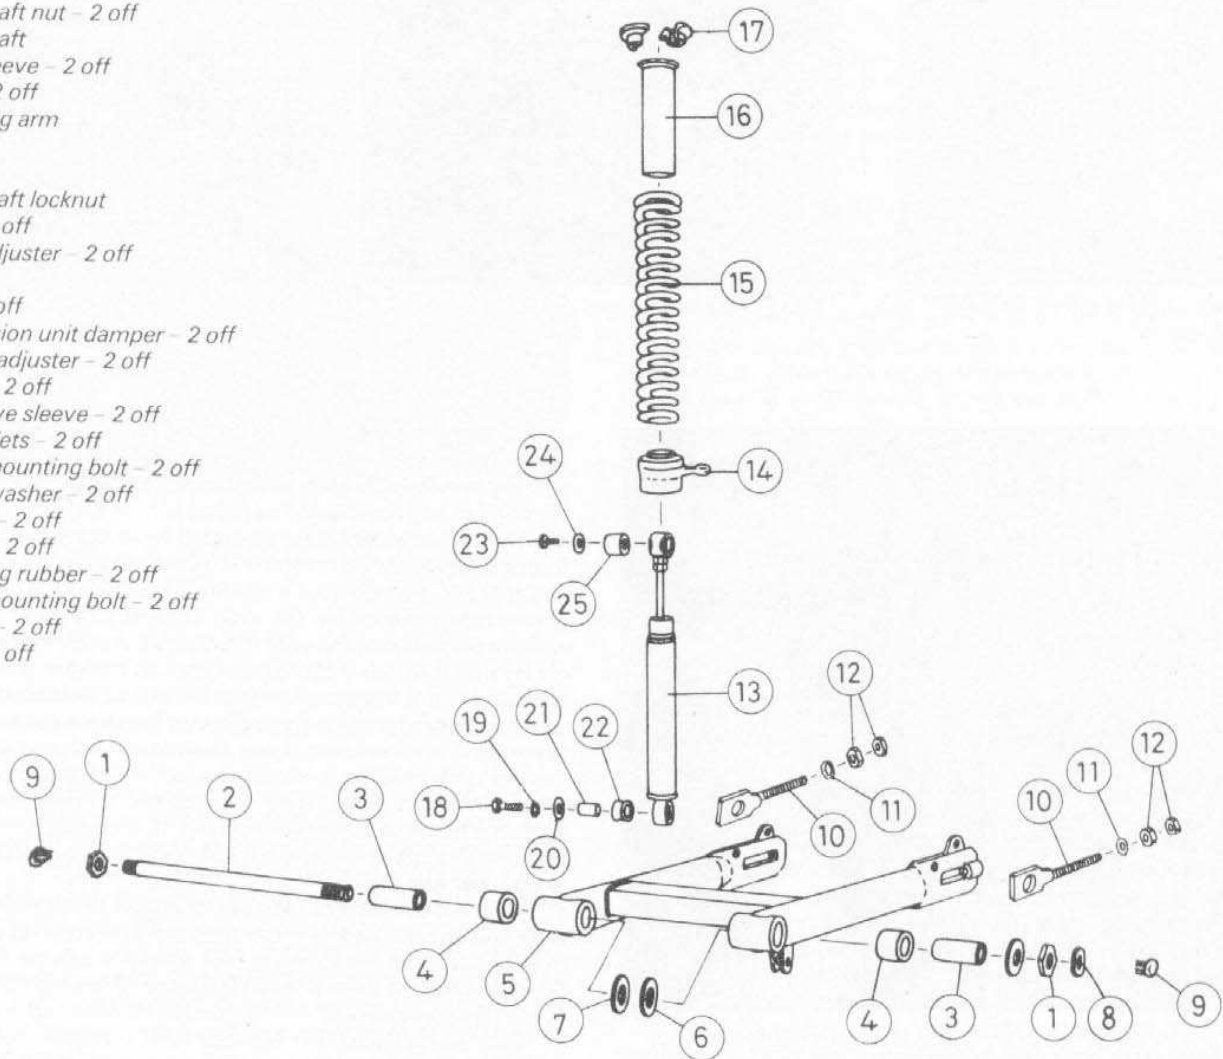 aft nut – 2 off
aft
eeve – 2 off
2 off
g arm
aft locknut
off
djuster – 2 off
off
ion unit damper – 2 off
adjuster – 2 off
2 off
ve sleeve – 2 off
lets – 2 off
mounting bolt – 2 off
washer – 2 off
– 2 off
2 off
g rubber – 2 off
mounting bolt – 2 off
– 2 off
off
17
16
15
24
14
23
25
13
12
19
21
22
12
9
1
11
2
3
18
10
11
10
20
4
5
4
3
9
7
6
1
8